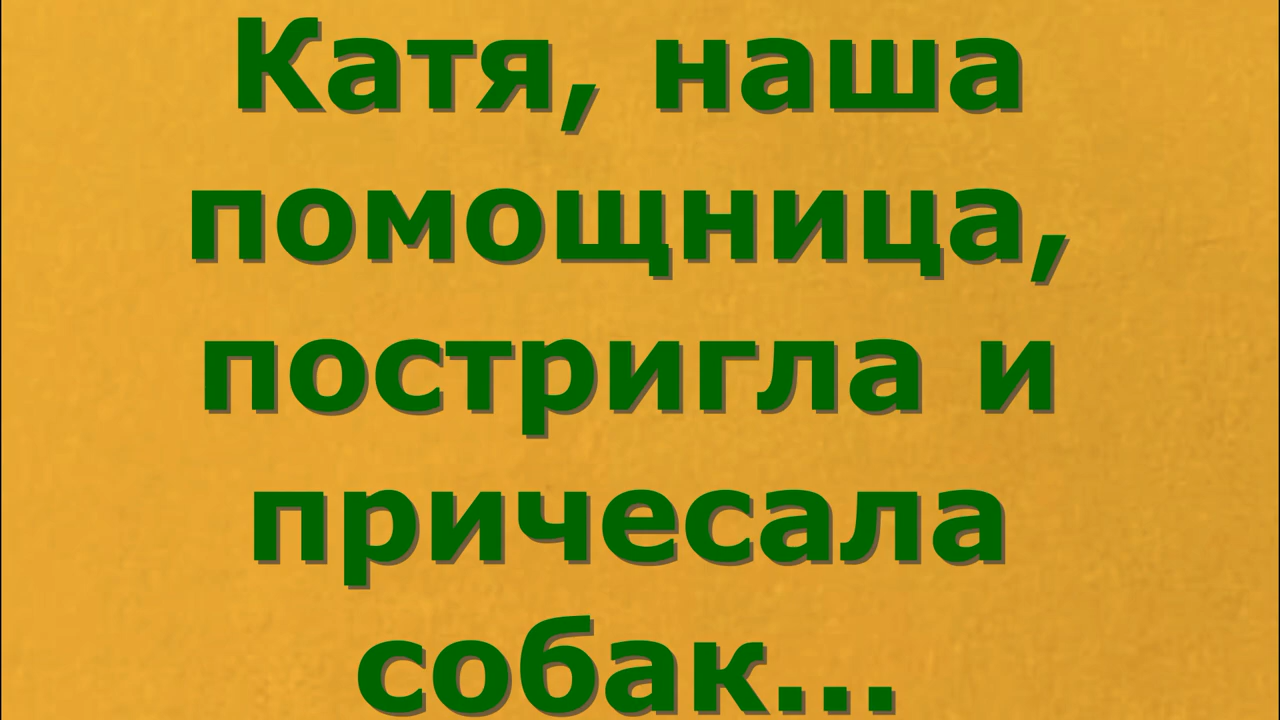 Катя, наша
помощница,
постригла и
причесала
собак...